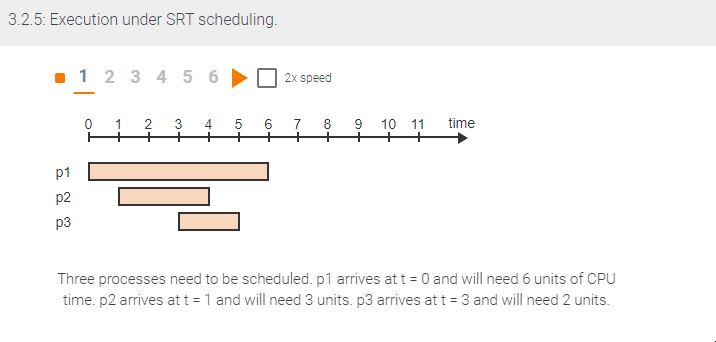 3.2.5: Execution under SRT scheduling.
1 2 3 4 5 6 2x speed
0 1 2 3 4 5 6 7 8 9 10 11 time
p1
p2
p3
Three processes need to be scheduled. p1 arrives at t = 0 and will need 6 units of CPU
time. p2 arrives at t = 1 and will need 3 units. p3 arrives at t = 3 and will need 2 units.